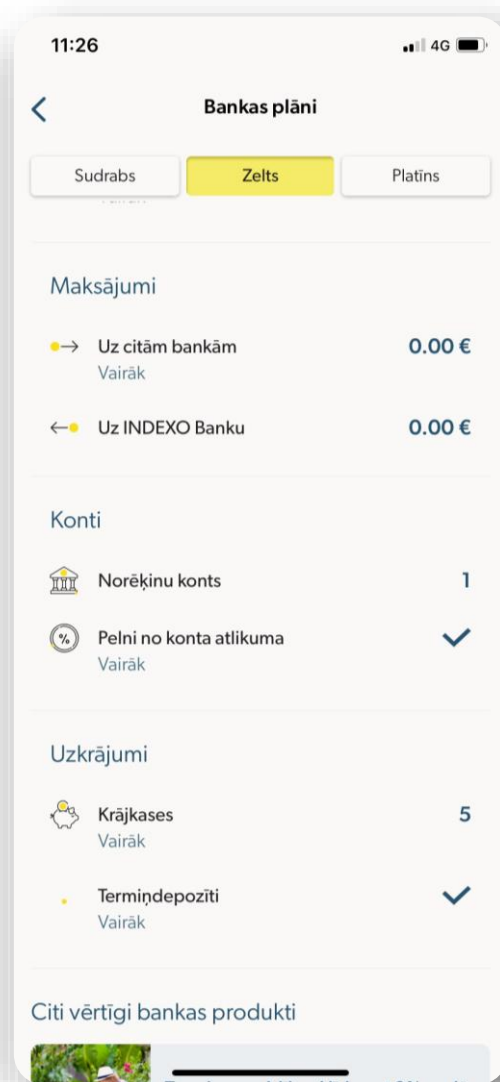 11:26
4G
Bankas plāni
Sudrabs
Zelts
Platīns
Maksājumi
Uz citām bankām 0.00 €
Vairāk
Uz INDEXO Banku 0.00 €
Konti
Norēķinu konts 1
% Pelni no konta atlikuma
Vairāk
Uzkrājumi
Krājkases 5
Vairāk
Termiņdepozīti
Vairāk
Citi vērtīgi bankas produkti